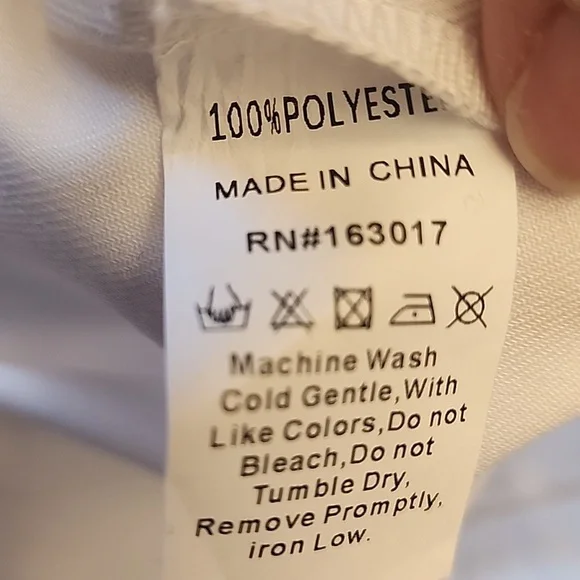 100%POLYESTE
MADE IN CHINA
RN#163017
Machine Wash
Cold Gentle,With
Like Colors,Do not
Bleach,Do not
Tumble Dry,
Remove Promptly,
iron Low.